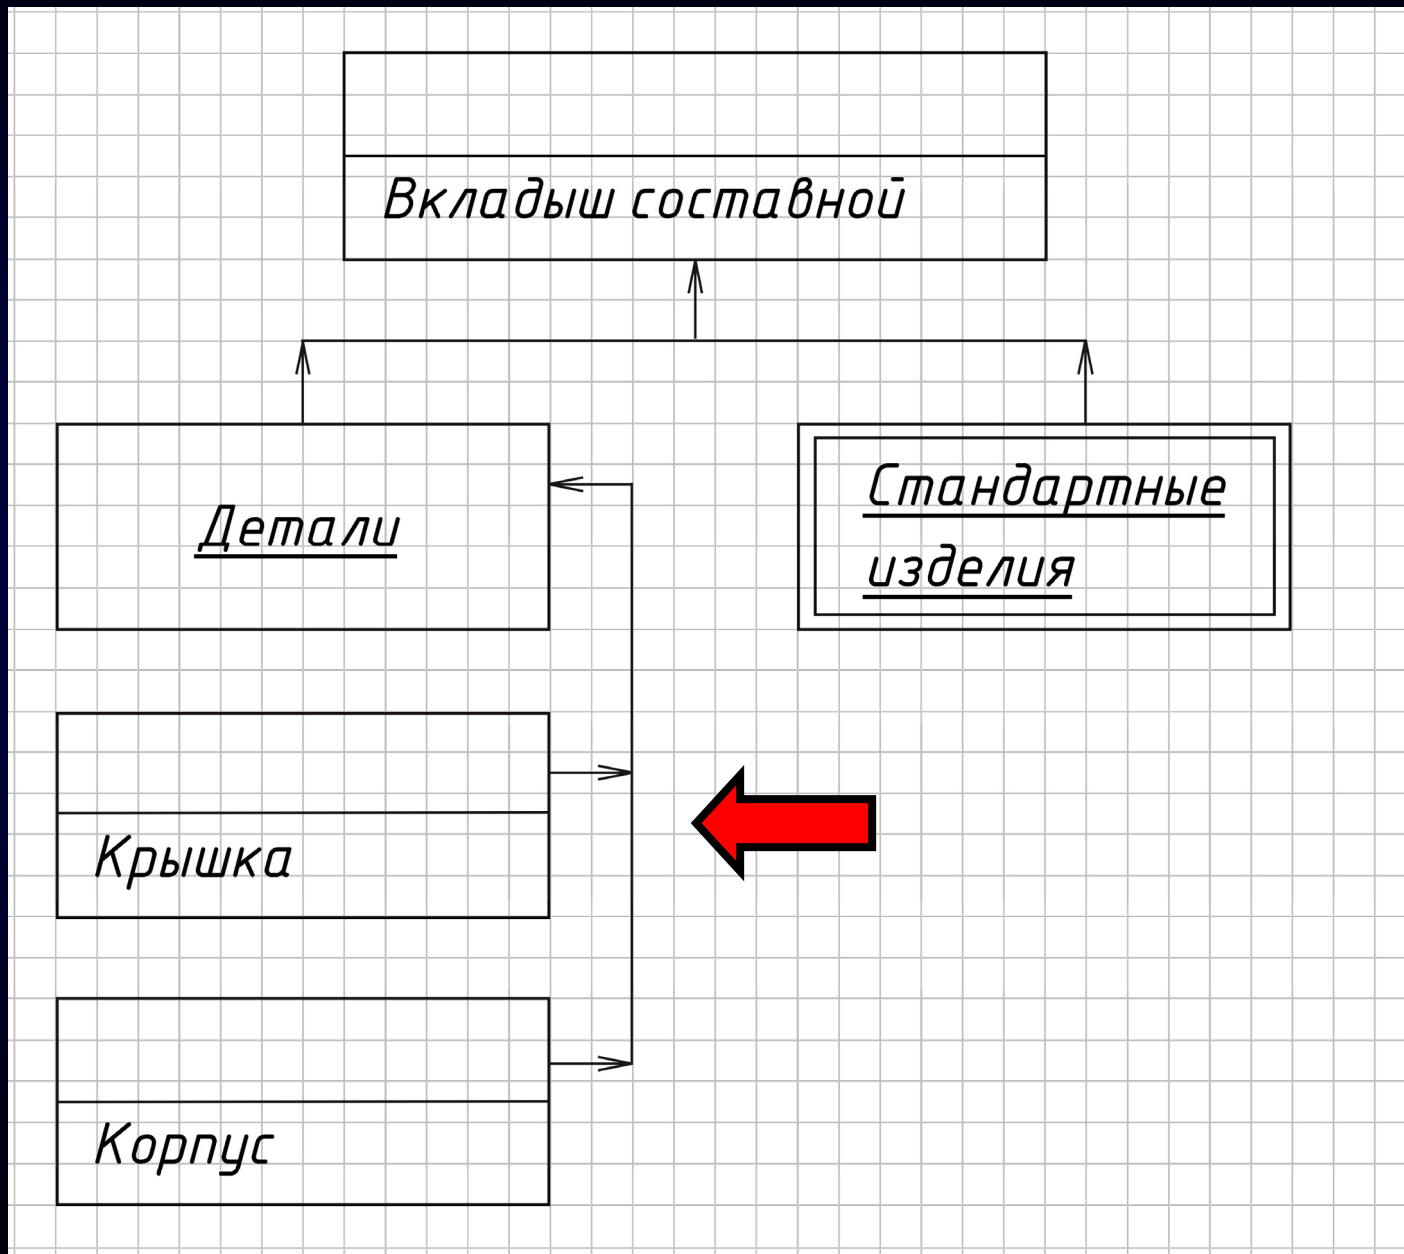 Вкладыш составной
Детали
Стандартные
изделия
Крышка
Корпус